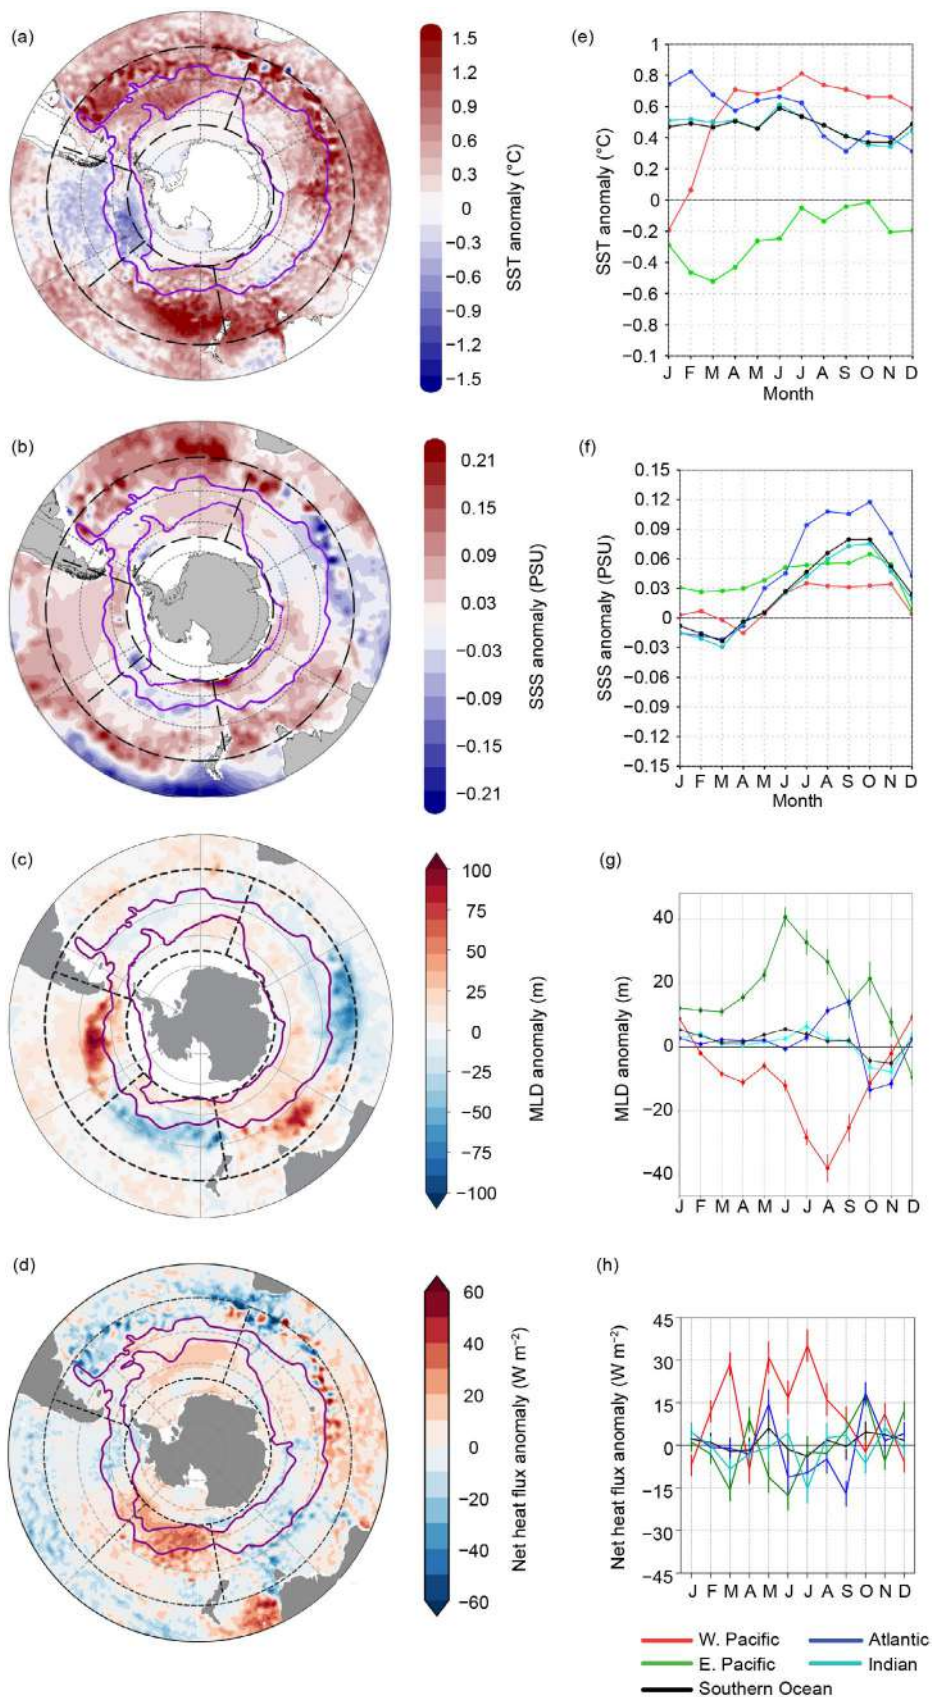 (a)
1.5
1.2
0.9
0.6
0.3
0
−0.3
−0.6
−0.9
−1.2
−1.5
SST anomaly (°C)
(e)
1
0.8
0.6
0.4
0.2
0
−0.2
−0.4
−0.6
−0.8
−0.1
SST anomaly (°C)
J F M A M J J A S O N D
Month
(b)
0.21
0.15
0.09
0.03
−0.03
−0.09
−0.15
−0.21
SSS anomaly (PSU)
(f)
0.15
0.12
0.09
0.06
0.03
0
−0.03
−0.06
−0.09
−0.12
−0.15
SSS anomaly (PSU)
J F M A M J J A S O N D
Month
(c)
100
75
50
25
0
−25
−50
−75
−100
MLD anomaly (m)
(g)
40
20
0
−20
−40
MLD anomaly (m)
J F M A M J J A S O N D
(d)
60
40
20
0
−20
−40
−60
Net heat flux anomaly (W m⁻²)
(h)
45
30
15
0
−15
−30
−45
Net heat flux anomaly (W m⁻²)
J F M A M J J A S O N D
W. Pacific Atlantic
E. Pacific Indian
Southern Ocean